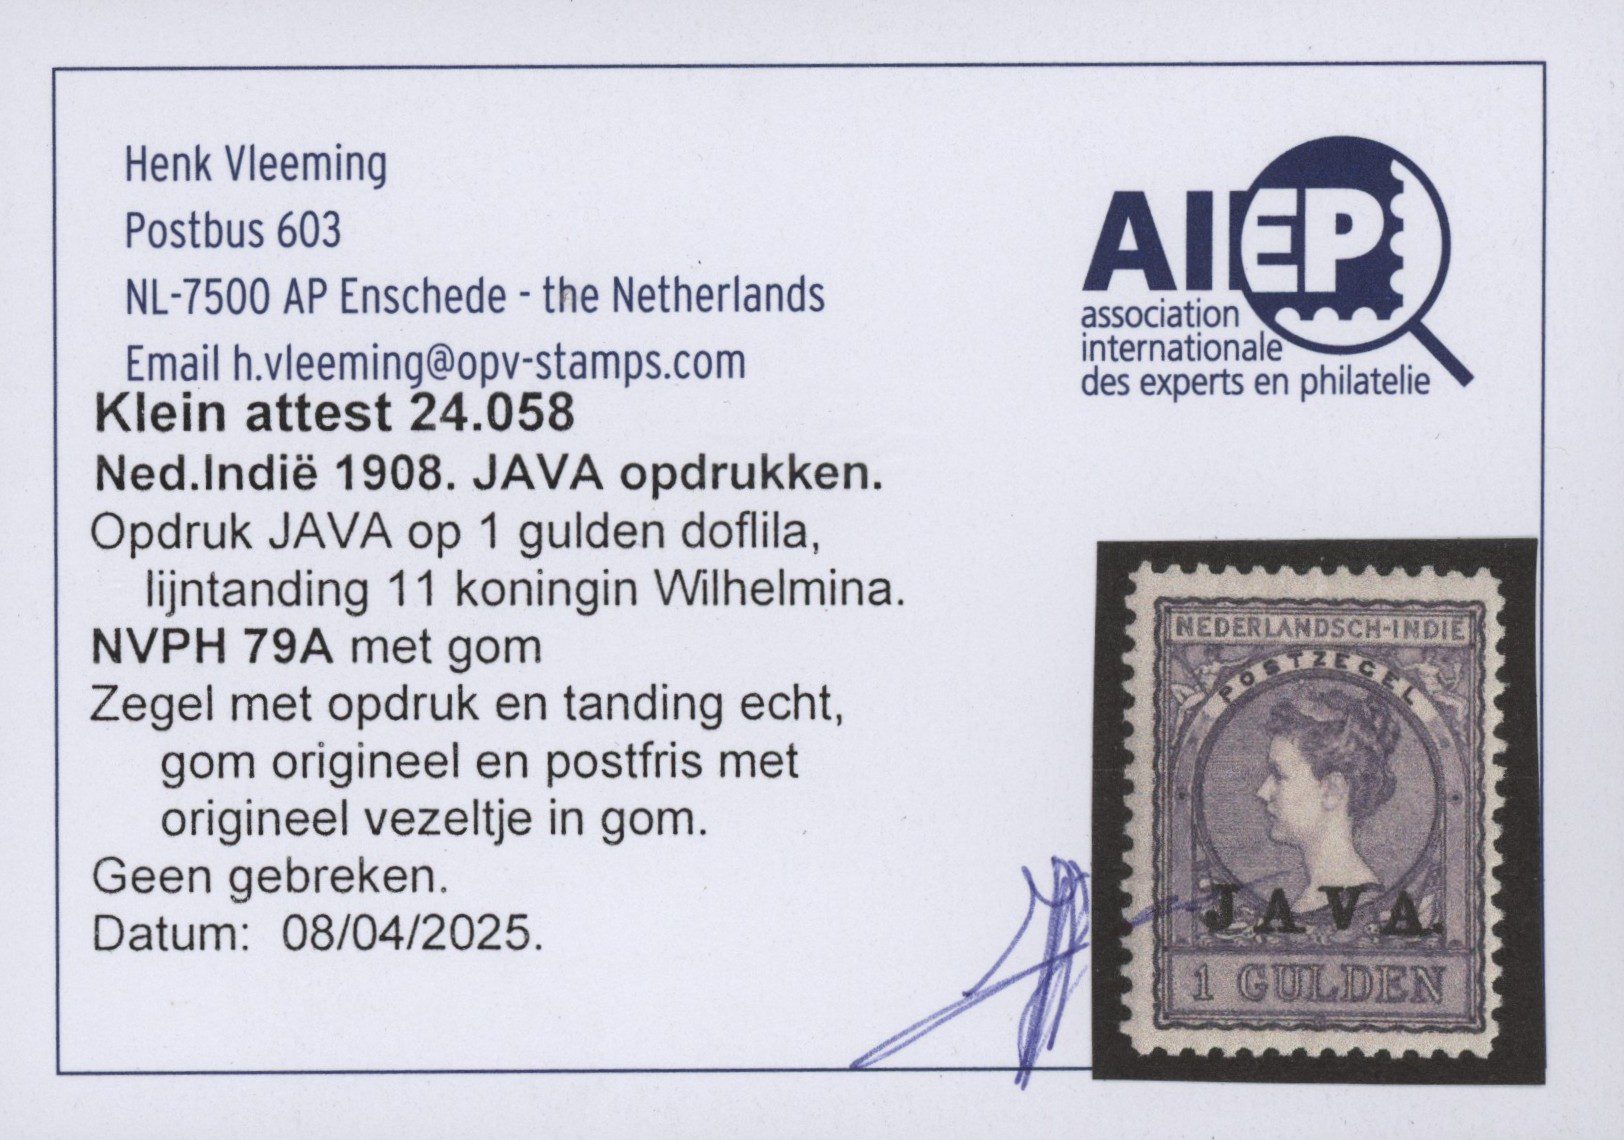 Henk Vleeming
Postbus 603
NL-7500 AP Enschede - the Netherlands
Email h.vleeming@opv-stamps.com
AIEP
association
internationale
des experts en philatelie
Klein attest 24.058
Ned.Indië 1908. JAVA opdrukken.
Opdruk JAVA op 1 gulden doflila,
lijntanding 11 koningin Wilhelmina.
NVPH 79A met gom
Zegel met opdruk en tanding echt,
gom origineel en postfris met
origineel vezeltje in gom.
Geen gebreken.
Datum: 08/04/2025.
NEDERLANDSCH-INDIË
POSTZEGEL
JAVA.
1 GULDEN